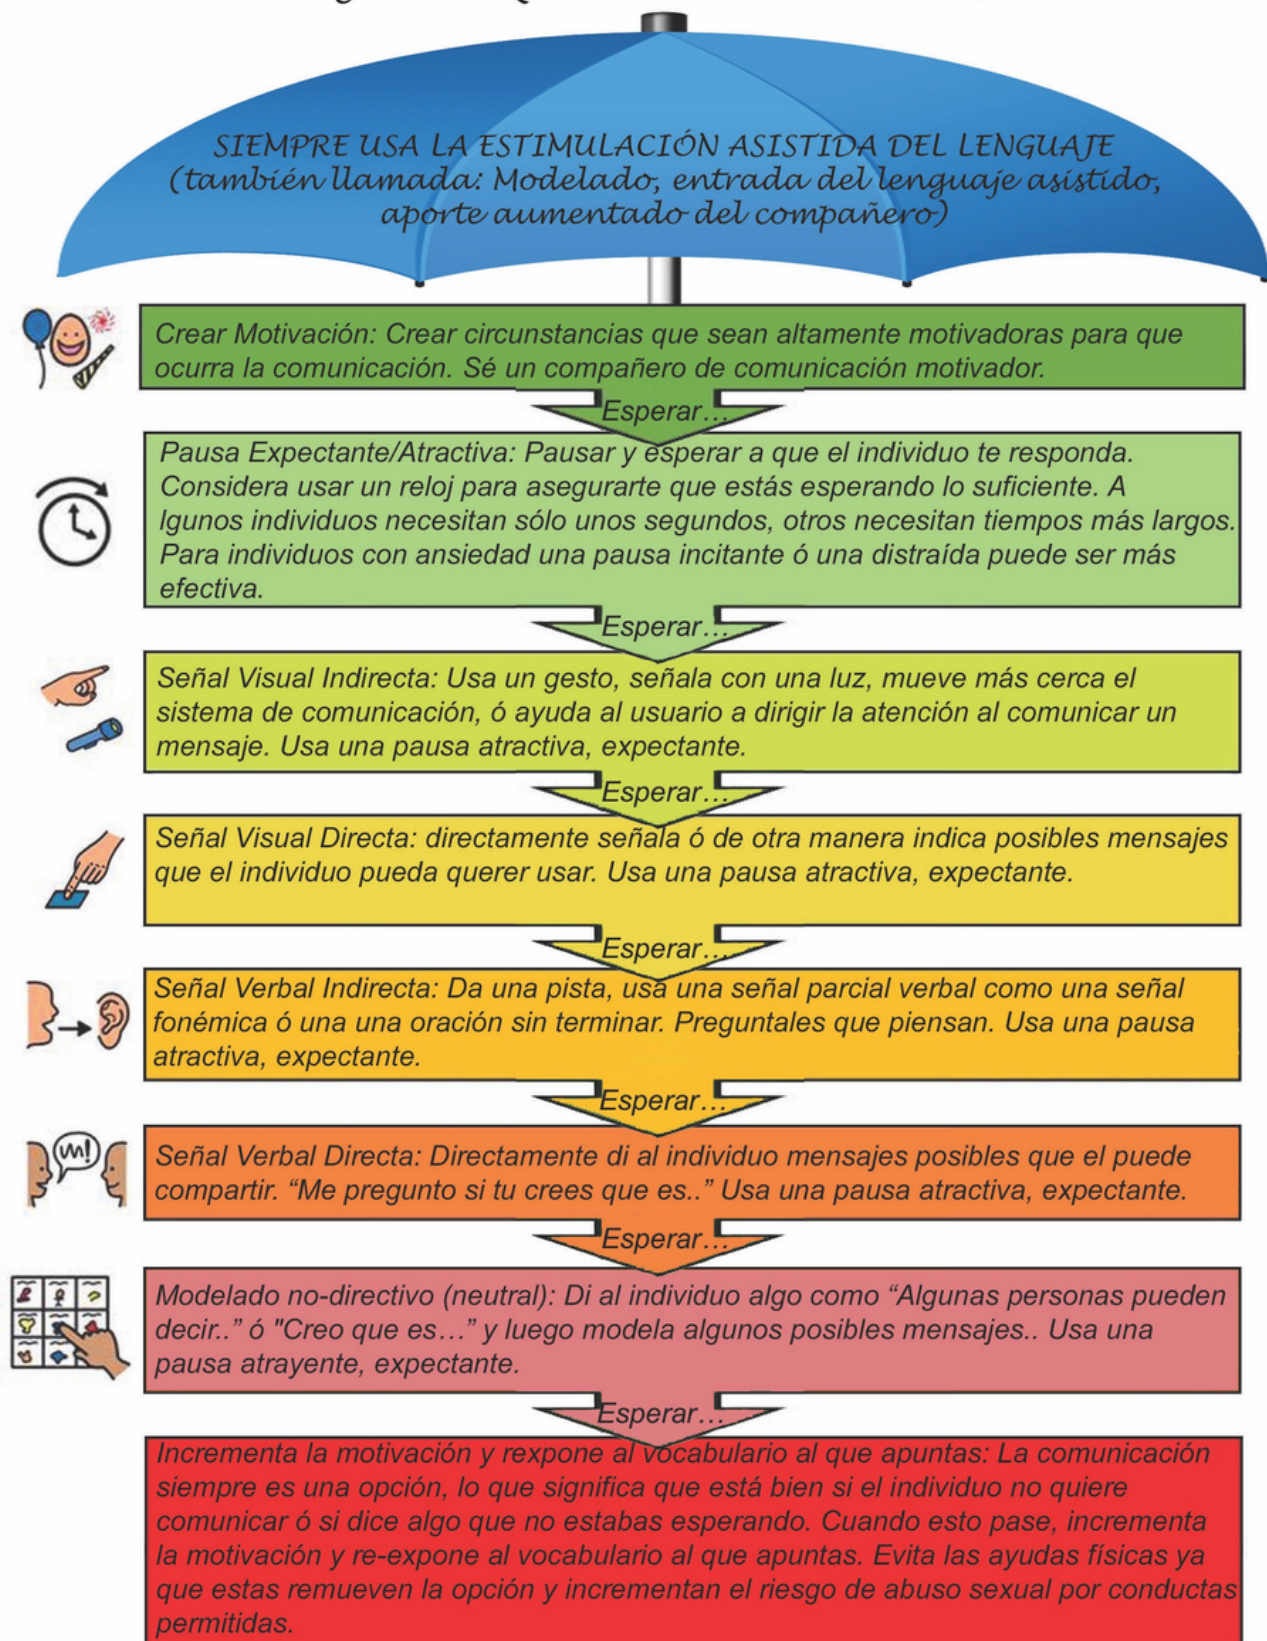 SIEMPRE USA LA ESTIMULACIÓN ASISTIDA DEL LENGUAJE
(también llamada: Modelado, entrada del lenguaje asistido,
aporte aumentado del compañero)
Crear Motivación: Crear circunstancias que sean altamente motivadoras para que
ocurra la comunicación. Sé un compañero de comunicación motivador.
Esperar...
Pausa Expectante/Atractiva: Pausar y esperar a que el individuo te responda.
Considera usar un reloj para asegurarte que estás esperando lo suficiente. A
lgunos individuos necesitan sólo unos segundos, otros necesitan tiempos más largos.
Para individuos con ansiedad una pausa incitante ó una distraída puede ser más
efectiva.
Esperar...
Señal Visual Indirecta: Usa un gesto, señala con una luz, mueve más cerca el
sistema de comunicación, ó ayuda al usuario a dirigir la atención al comunicar un
mensaje. Usa una pausa atractiva, expectante.
Esperar...
Señal Visual Directa: directamente señala ó de otra manera indica posibles mensajes
que el individuo pueda querer usar. Usa una pausa atractiva, expectante.
Esperar...
Señal Verbal Indirecta: Da una pista, usa una señal parcial verbal como una señal
fonémica ó una una oración sin terminar. Preguntales que piensan. Usa una pausa
atractiva, expectante.
Esperar...
m!
Señal Verbal Directa: Directamente di al individuo mensajes posibles que el puede
compartir. “Me pregunto si tu crees que es..” Usa una pausa atractiva, expectante.
Esperar...
Modelado no-directivo (neutral): Di al individuo algo como “Algunas personas pueden
decir..” ó "Creo que es…” y luego modela algunos posibles mensajes.. Usa una
pausa atrayente, expectante.
Esperar...
Incrementa la motivación y rexpone al vocabulario al que apuntas: La comunicación
siempre es una opción, lo que significa que está bien si el individuo no quiere
comunicar ó si dice algo que no estabas esperando. Cuando esto pase, incrementa
la motivación y re-expone al vocabulario al que apuntas. Evita las ayudas físicas ya
que estas remueven la opción y incrementan el riesgo de abuso sexual por conductas
permitidas.